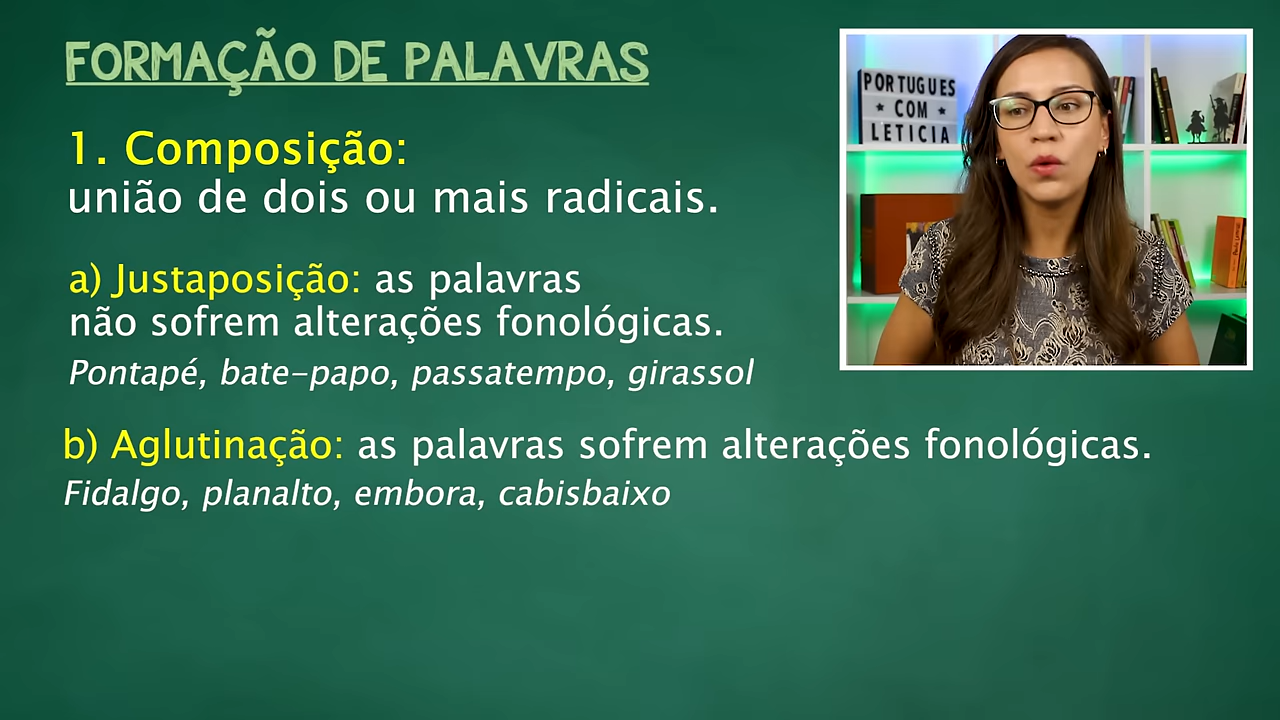 FORMAÇÃO DE PALAVRAS
1. Composição:
união de dois ou mais radicais.
a) Justaposição: as palavras
não sofrem alterações fonológicas.
Pontapé, bate-papo, passatempo, girassol
b) Aglutinação: as palavras sofrem alterações fonológicas.
Fidalgo, planalto, embora, cabisbaixo
PORTUGUES
★ COM ★
LETICIA